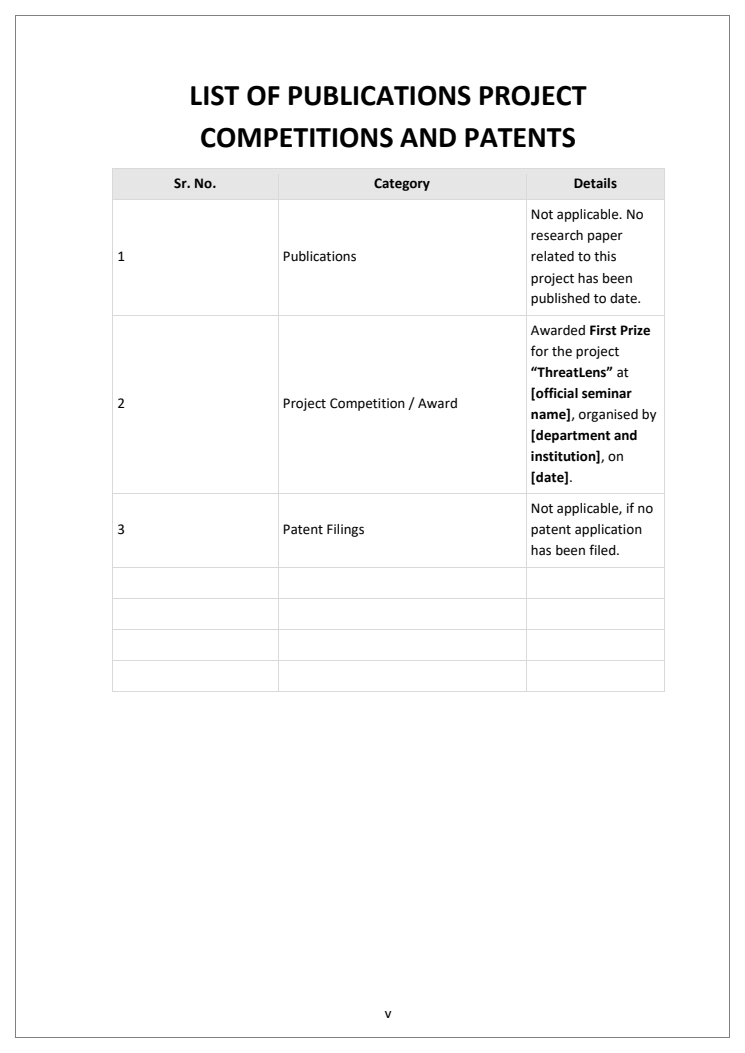 LIST OF PUBLICATIONS PROJECT
COMPETITIONS AND PATENTS
Sr. No. Category Details
1 Publications Not applicable. No
research paper
related to this
project has been
published to date.
2 Project Competition / Award Awarded First Prize
for the project
“ThreatLens” at
[official seminar
name], organised by
[department and
institution], on
[date].
3 Patent Filings Not applicable, if no
patent application
has been filed.
v